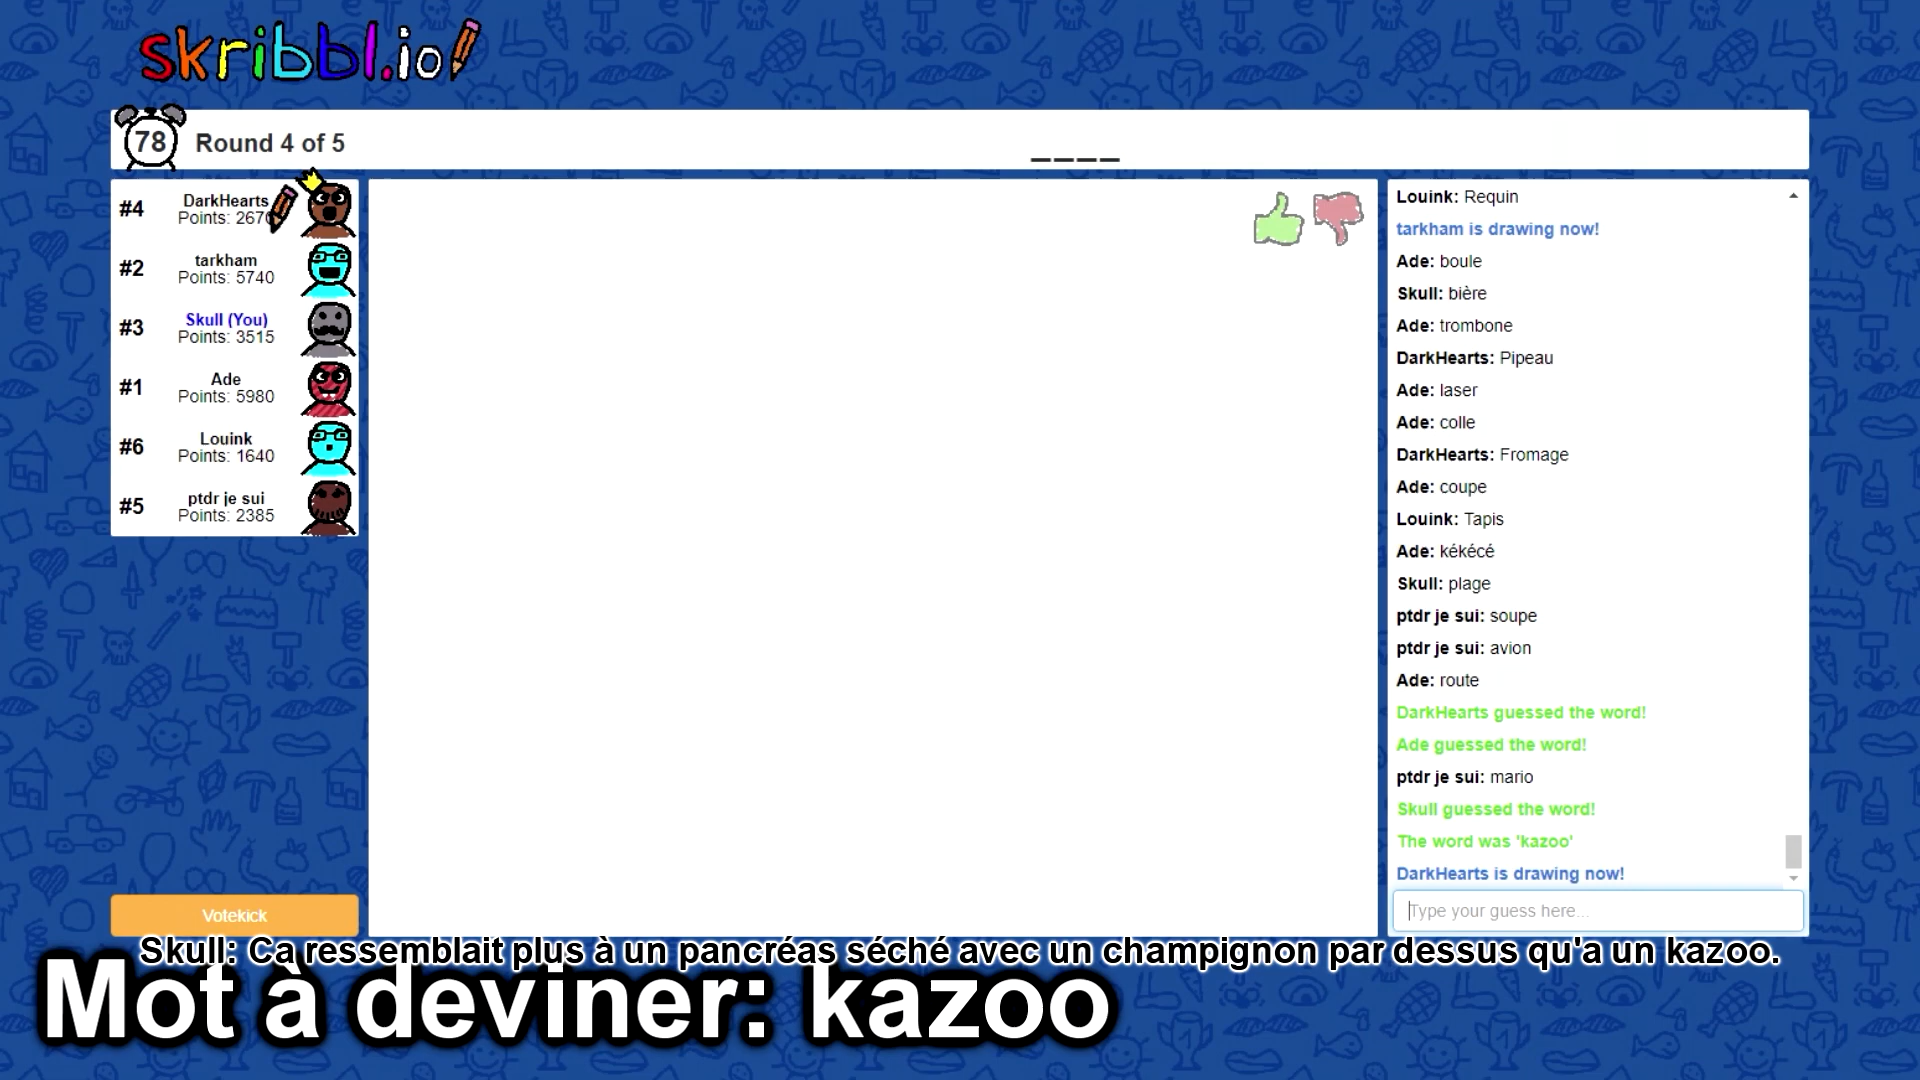 skribbl.io
78
Round 4 of 5
____
#4 DarkHearts
Points: 2670
#2 tarkham
Points: 5740
#3 Skull (You)
Points: 3515
#1 Ade
Points: 5980
#6 Louink
Points: 1640
#5 ptdr je sui
Points: 2385
Votekick
Louink: Requin
tarkham is drawing now!
Ade: boule
Skull: bière
Ade: trombone
DarkHearts: Pipeau
Ade: laser
Ade: colle
DarkHearts: Fromage
Ade: coupe
Louink: Tapis
Ade: kékécé
Skull: plage
ptdr je sui: soupe
ptdr je sui: avion
Ade: route
DarkHearts guessed the word!
Ade guessed the word!
ptdr je sui: mario
Skull guessed the word!
The word was 'kazoo'
DarkHearts is drawing now!
Type your guess here...
Skull: Ca ressemblait plus à un pancréas séché avec un champignon par dessus qu'a un kazoo.
Mot à deviner: kazoo